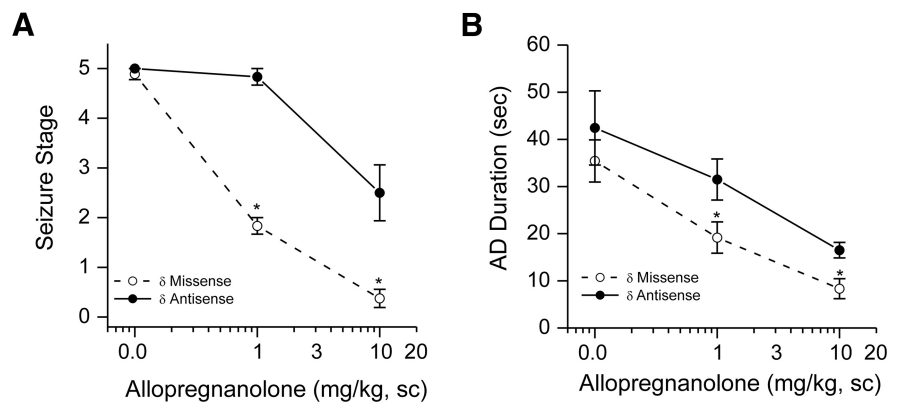 A
B
Seizure Stage
5
4
3
2
1
0
*
*
δ Missense
δ Antisense
0.0 1 3 10 20
Allopregnanolone (mg/kg, sc)
AD Duration (sec)
60
50
40
30
20
10
0
*
*
δ Missense
δ Antisense
0.0 1 3 10 20
Allopregnanolone (mg/kg, sc)